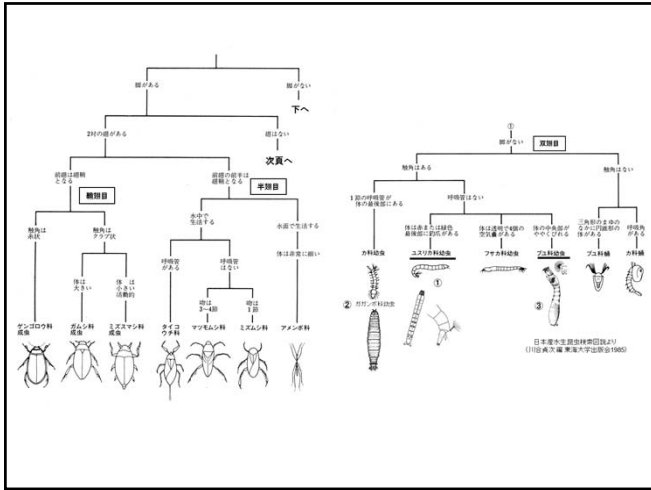 脚がある
脚がない
下へ
2対の翅がある
翅はない
次頁へ
前翅は翅鞘
となる
前翅の前半は
翅鞘となる
鞘翅目
半翅目
触角は
糸状
触角は
クラブ状
水中で
生活する
水面で生活する
体は
大きい
体 は
小さい
活動的
呼吸管
がある
呼吸管
はない
体は非常に細い
吻は
3~4節
吻は
1節
ゲンゴロウ科
成虫
ガムシ科
成虫
ミズスマシ科
成虫
タイコ
ウチ科
マツモムシ科
ミズムシ科
アメンボ科
①
脚がない
双翅目
触角はある
触角はない
1節の呼吸管が
体の最後部にある
呼吸管はない
三角形のまゆの
なかに円錐形の
体がある
呼吸角
がある
体は赤または緑色
最後部に鈎爪がある
体は透明で4個の
空気嚢がある
体の中央部が
ややくびれる
カ科幼虫
ユスリカ科幼虫
フサカ科幼虫
ブユ科幼虫
ブユ科蛹
カ科蛹
①
② ガガンボ科幼虫
③
日本産水生昆虫検索図説より
(川合貞次編 東海大学出版会1985)